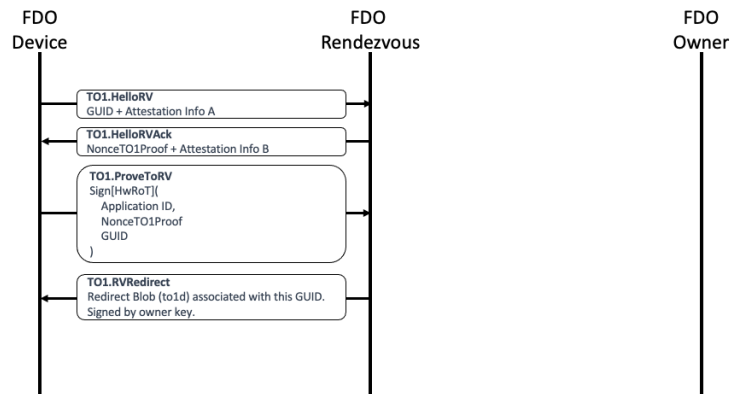 FDO
Device
FDO
Rendezvous
FDO
Owner
TO1.HelloRV
GUID + Attestation Info A
TO1.HelloRVAck
NonceTO1Proof + Attestation Info B
TO1.ProveToRV
Sign[HwRoT](
Application ID,
NonceTO1Proof
GUID
)
TO1.RVRedirect
Redirect Blob (to1d) associated with this GUID.
Signed by owner key.